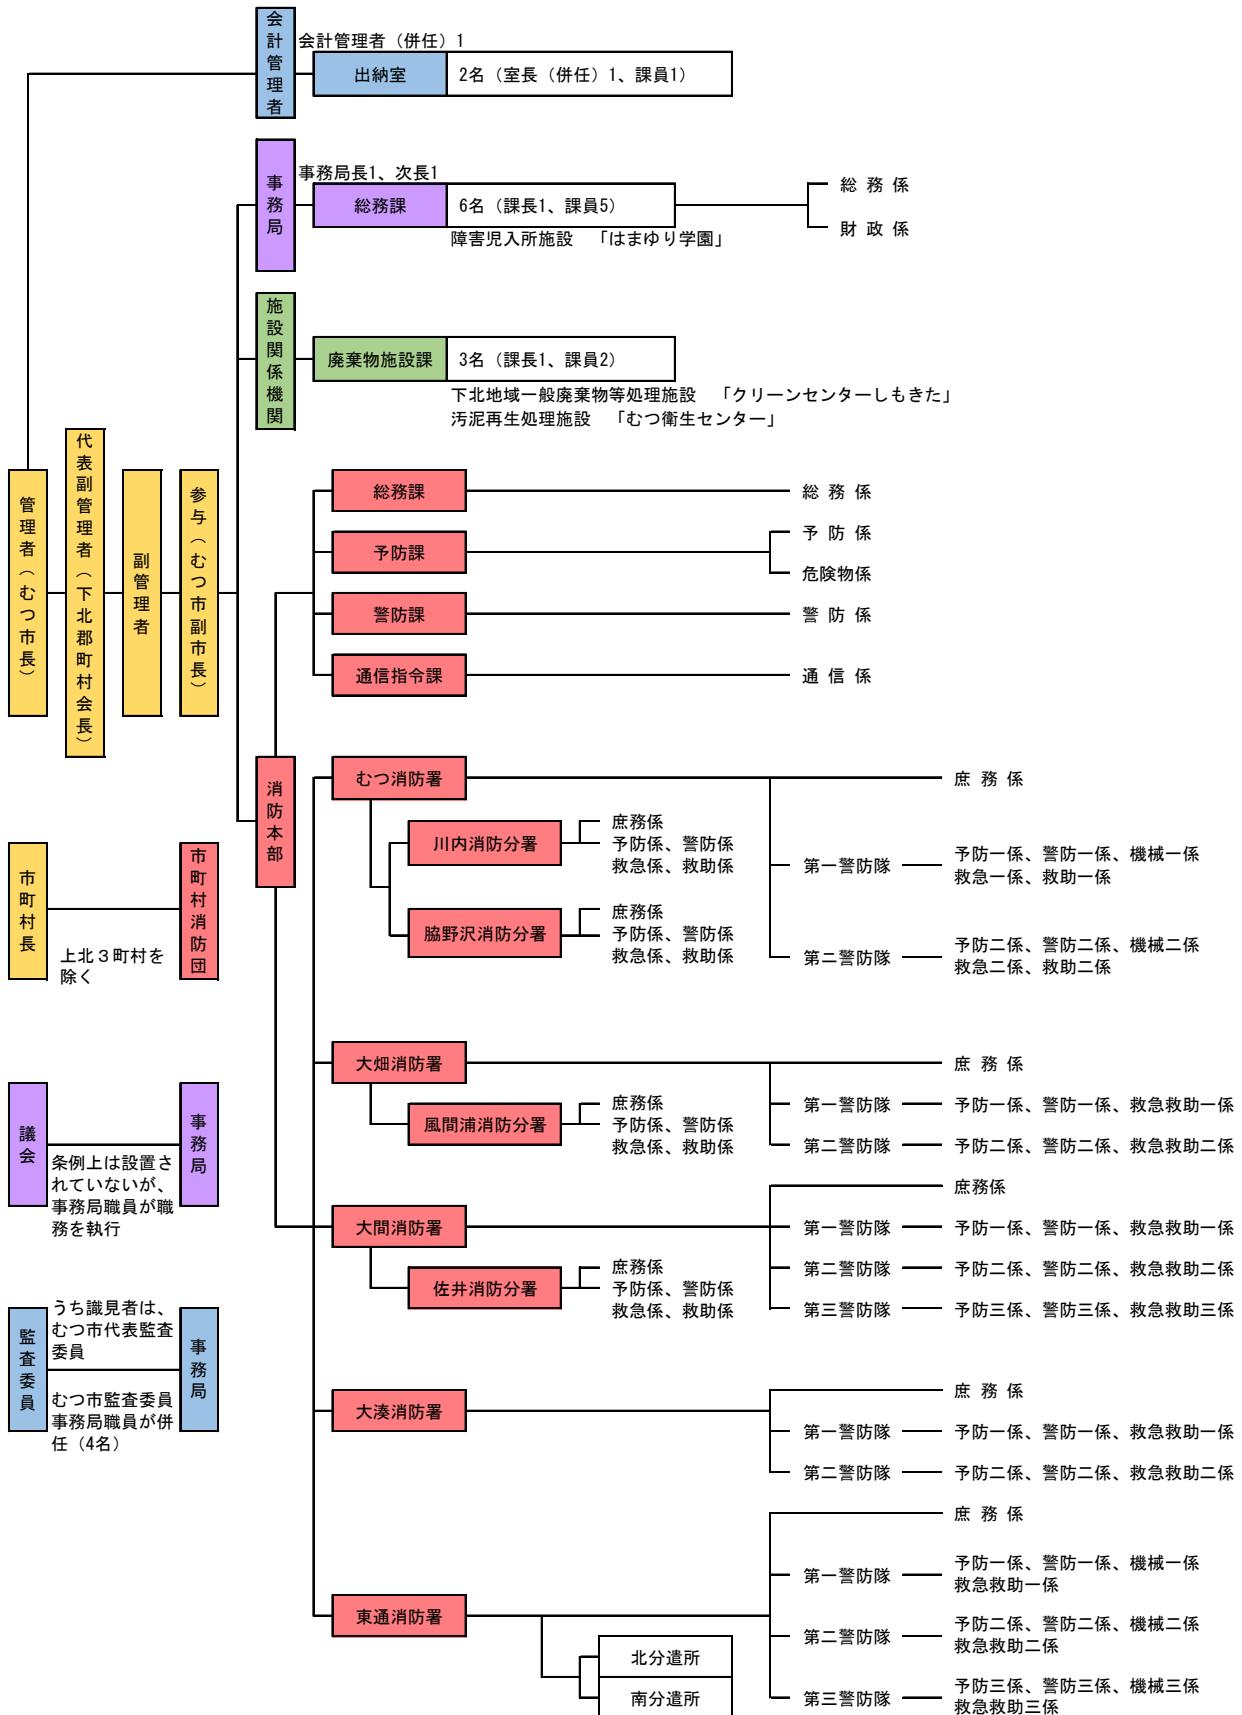 会計管理者
会計管理者（併任）1
出納室
2名（室長（併任）1、課員1）
事務局
事務局長1、次長1
総務課
6名（課長1、課員5）
総務係
財政係
障害児入所施設　「はまゆり学園」
施設関係機関
廃棄物施設課
3名（課長1、課員2）
下北地域一般廃棄物等処理施設　「クリーンセンターしもきた」
汚泥再生処理施設　「むつ衛生センター」
管理者（むつ市長）
代表副管理者（下北郡町村会長）
副管理者
参与（むつ市副市長）
総務課
総務係
予防課
予防係
危険物係
警防課
警防係
通信指令課
通信係
消防本部
むつ消防署
庶務係
川内消防分署
庶務係
予防係、警防係
救急係、救助係
第一警防隊
予防一係、警防一係、機械一係
救急一係、救助一係
脇野沢消防分署
庶務係
予防係、警防係
救急係、救助係
第二警防隊
予防二係、警防二係、機械二係
救急二係、救助二係
市町村長
市町村消防団
上北３町村を
除く
大畑消防署
庶務係
風間浦消防分署
庶務係
予防係、警防係
救急係、救助係
第一警防隊
予防一係、警防一係、救急救助一係
第二警防隊
予防二係、警防二係、救急救助二係
議会
事務局
条例上は設置さ
れていないが、
事務局職員が職
務を執行
大間消防署
庶務係
第一警防隊
予防一係、警防一係、救急救助一係
佐井消防分署
庶務係
予防係、警防係
救急係、救助係
第二警防隊
予防二係、警防二係、救急救助二係
第三警防隊
予防三係、警防三係、救急救助三係
監査委員
うち識見者は、
むつ市代表監査
委員
事務局
むつ市監査委員
事務局職員が併
任（4名）
大湊消防署
庶務係
第一警防隊
予防一係、警防一係、救急救助一係
第二警防隊
予防二係、警防二係、救急救助二係
東通消防署
庶務係
第一警防隊
予防一係、警防一係、機械一係
救急救助一係
第二警防隊
予防二係、警防二係、機械二係
救急救助二係
北分遣所
南分遣所
第三警防隊
予防三係、警防三係、機械三係
救急救助三係